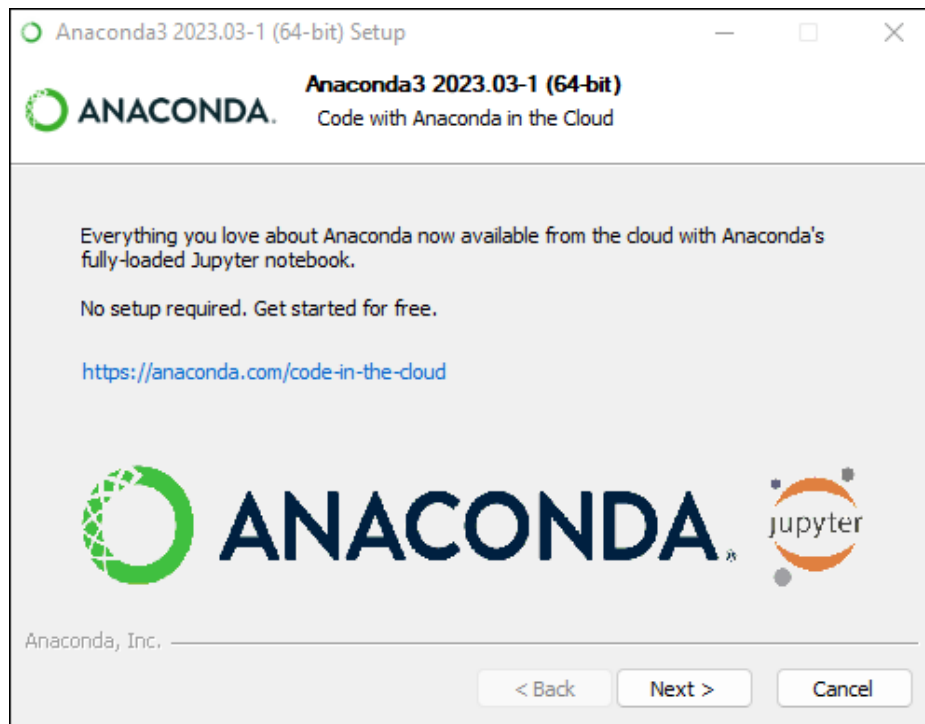 Anaconda3 2023.03-1 (64-bit) Setup
ANACONDA.
Anaconda3 2023.03-1 (64-bit)
Code with Anaconda in the Cloud
Everything you love about Anaconda now available from the cloud with Anaconda's
fully-loaded Jupyter notebook.
No setup required. Get started for free.
https://anaconda.com/code-in-the-cloud
ANACONDA.®
jupyter
Anaconda, Inc.
< Back
Next >
Cancel